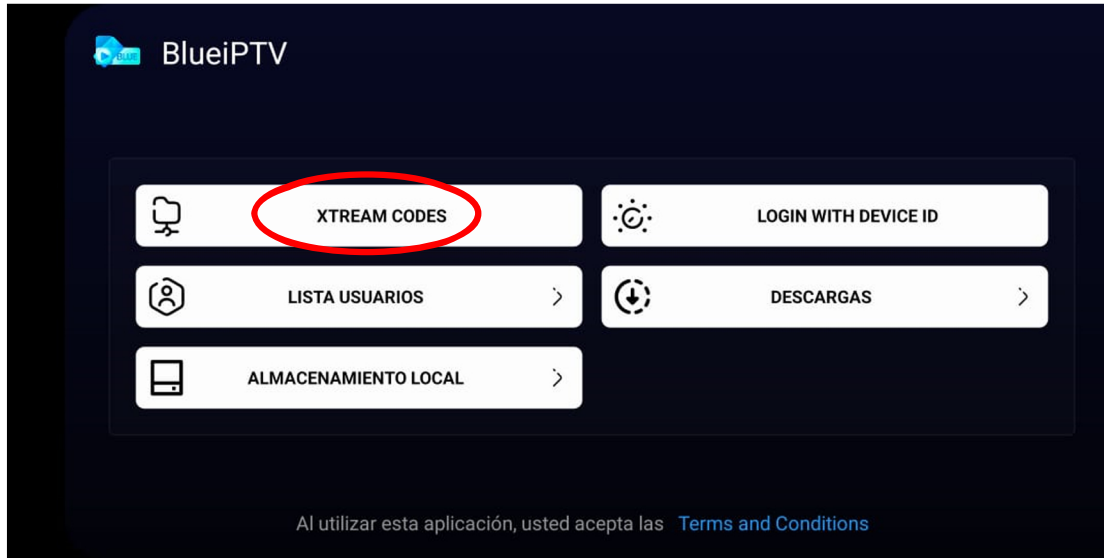 BLUE BlueiPTV
XTREAM CODES
LOGIN WITH DEVICE ID
LISTA USUARIOS
DESCARGAS
ALMACENAMIENTO LOCAL
Al utilizar esta aplicación, usted acepta las Terms and Conditions